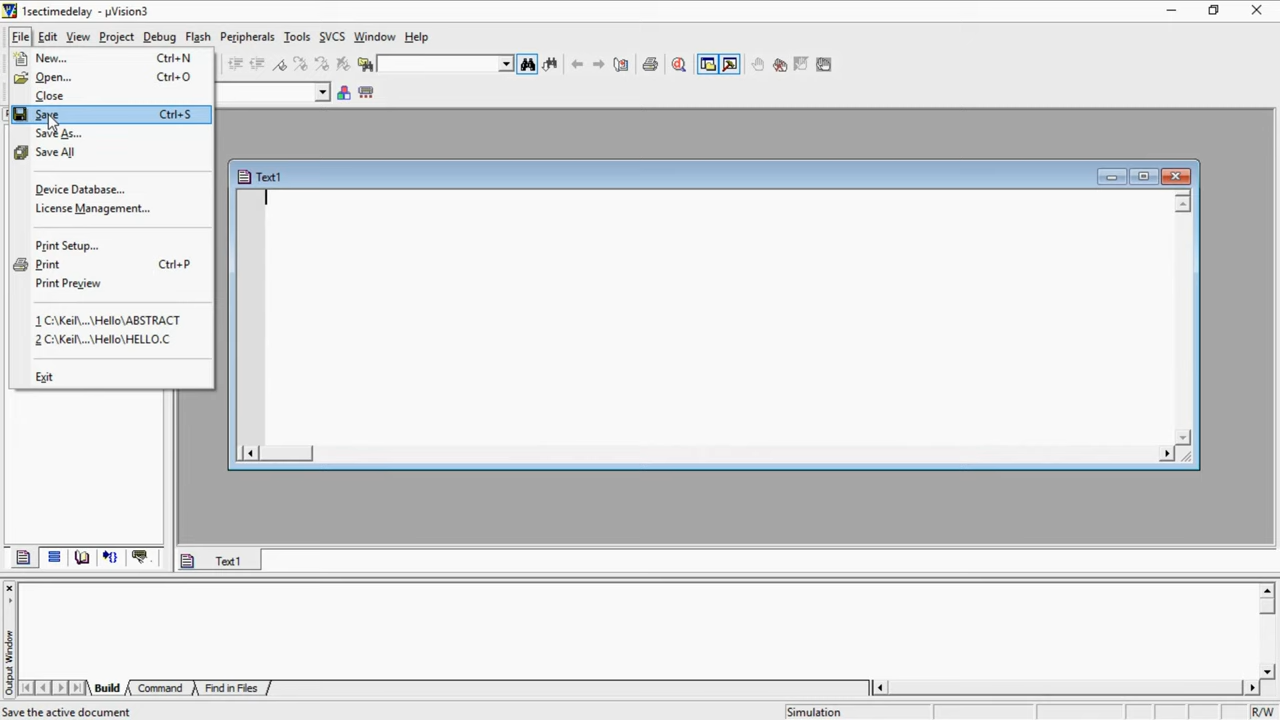 1sectimedelay - µVision3
File Edit View Project Debug Flash Peripherals Tools SVCS Window Help
New... Ctrl+N
Open... Ctrl+O
Close
Save Ctrl+S
Save As...
Save All
Device Database...
License Management...
Print Setup...
Print Ctrl+P
Print Preview
1 C:\Keil\...\Hello\ABSTRACT
2 C:\Keil\...\Hello\HELLO.C
Exit
Text1
Text1
Output Window
Build Command Find in Files
Save the active document Simulation R/W